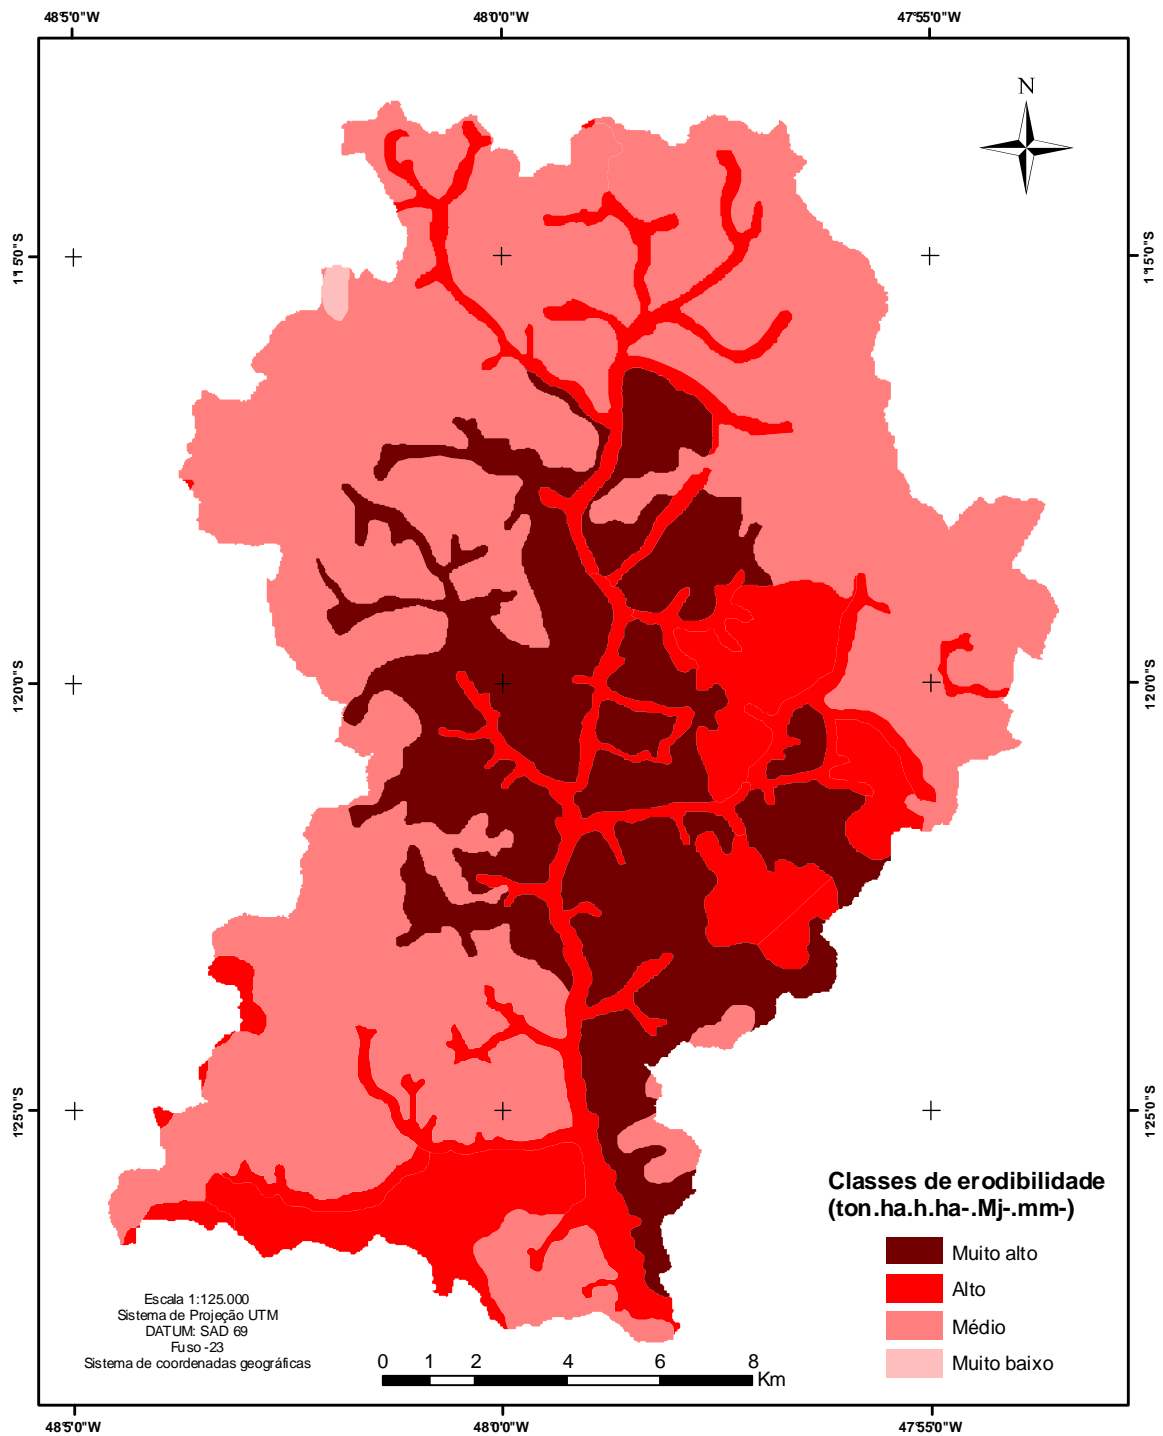 48°5'0"W 48°0'0"W 47°55'0"W
N
1°15'0"S 1°15'0"S
1°20'0"S 1°20'0"S
1°25'0"S 1°25'0"S
Classes de erodibilidade
(ton.ha.h.ha-.Mj-.mm-)
Muito alto
Alto
Médio
Muito baixo
Escala 1:125.000
Sistema de Projeção UTM
DATUM: SAD 69
Fuso -23
Sistema de coordenadas geográficas
0 1 2 4 6 8
Km
48°5'0"W 48°0'0"W 47°55'0"W